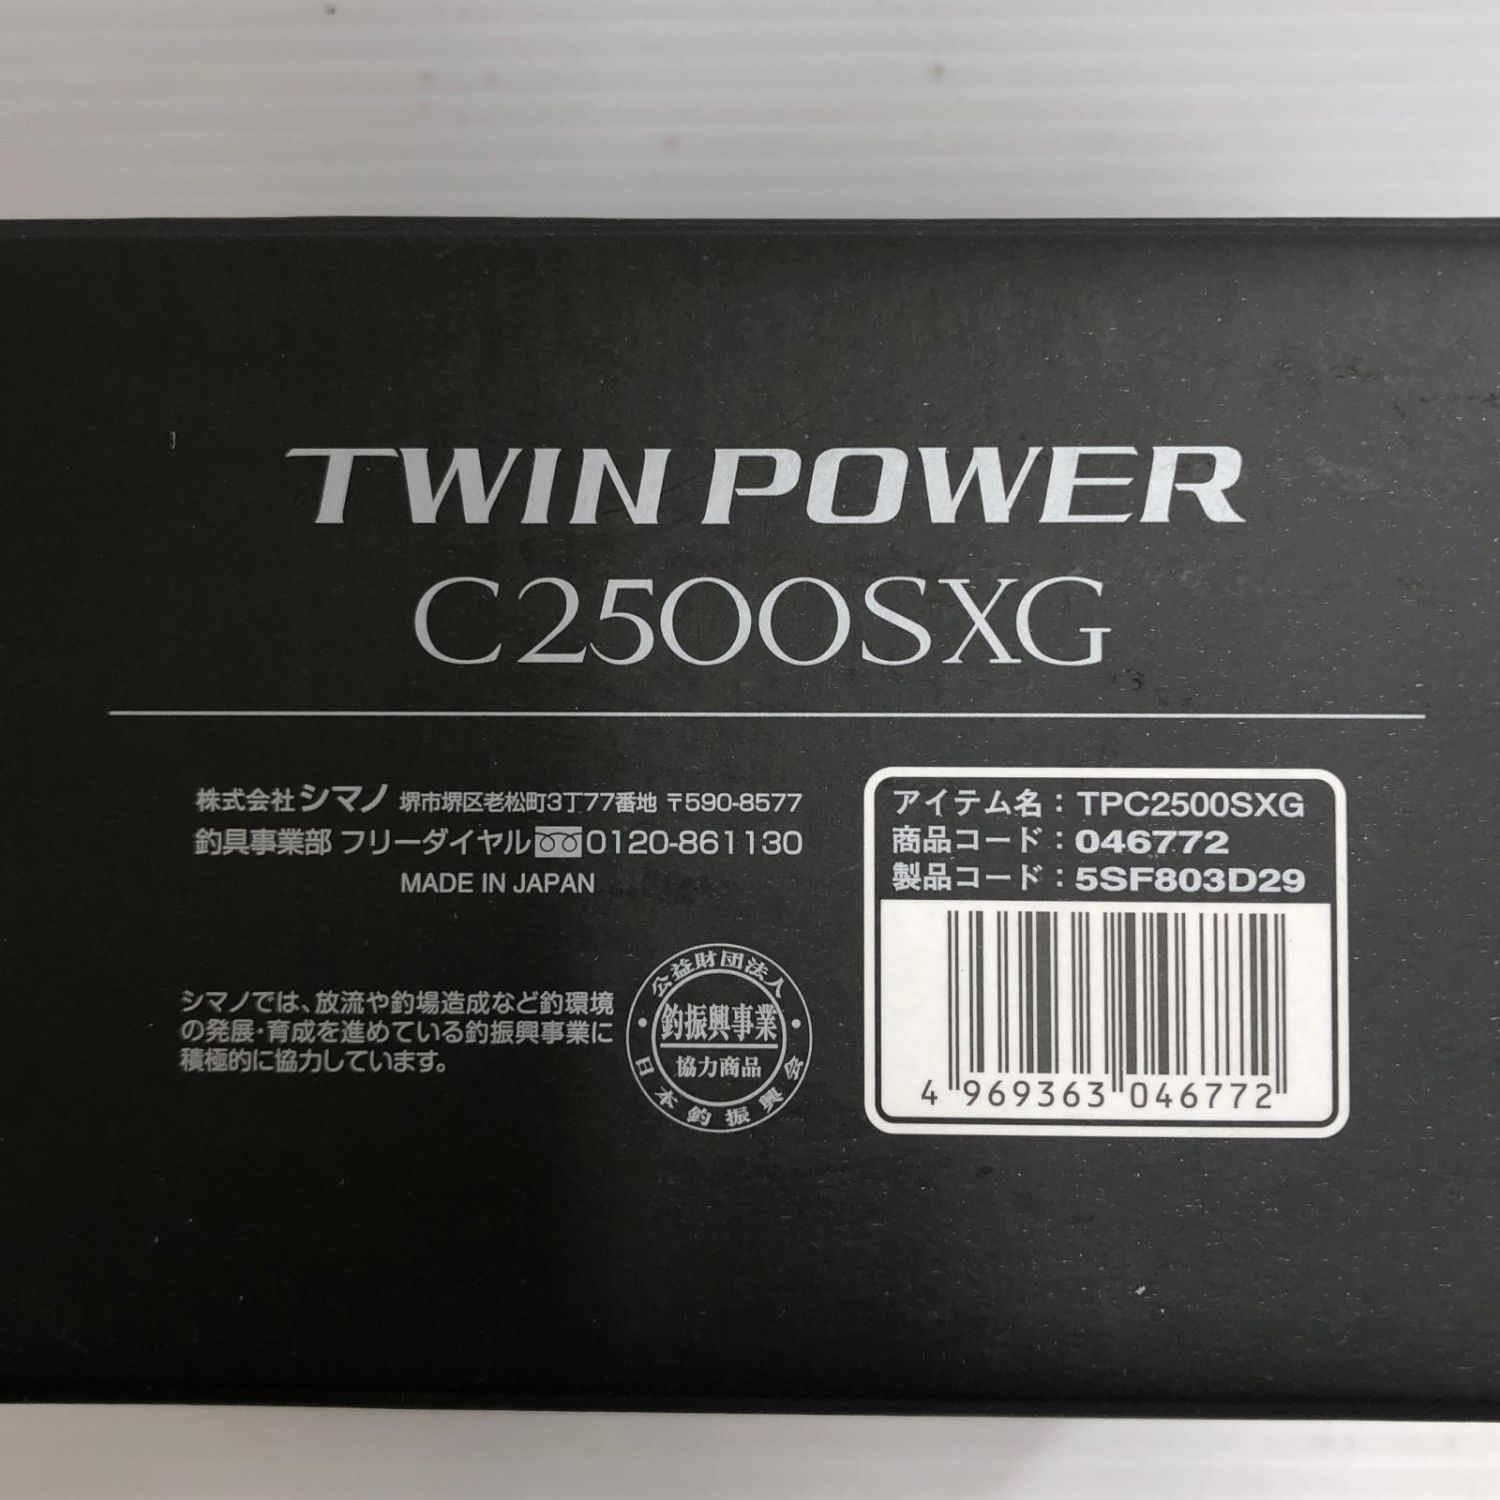 TWIN POWER
C2500SXG
株式会社シマノ 堺市堺区老松町3丁77番地 〒590-8577
釣具事業部 フリーダイヤル 0120-861130
MADE IN JAPAN
シマノでは、放流や釣場造成など釣環境
の発展・育成を進めている釣振興事業に
積極的に協力しています。
公益財団法人
釣振興事業
協力商品
日本釣振興会
アイテム名：TPC2500SXG
商品コード：046772
製品コード：5SF803D29
4 969363 046772